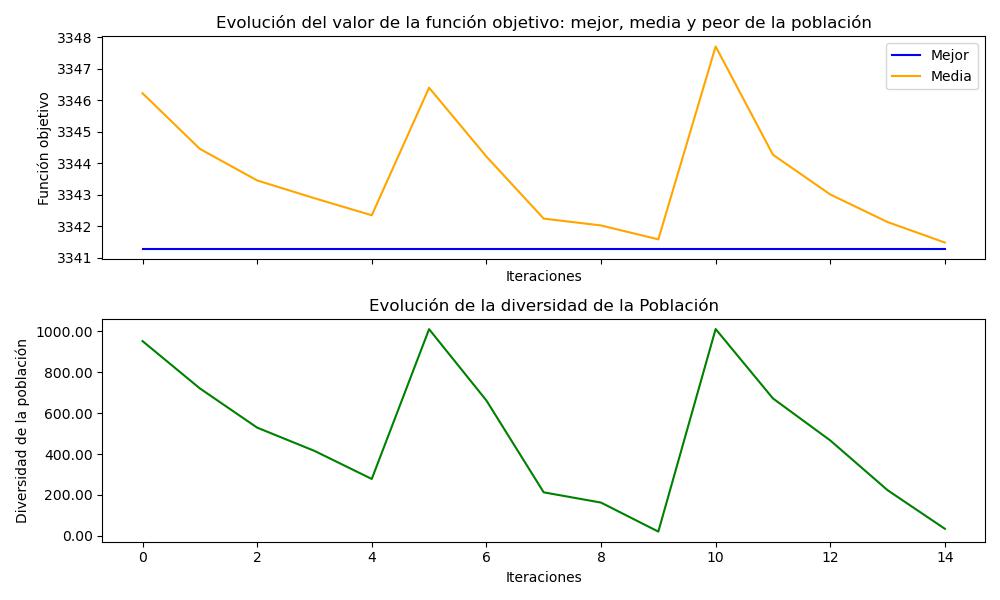 Evolución del valor de la función objetivo: mejor, media y peor de la población
3348
3347
3346
3345
3344
3343
3342
3341
Función objetivo
Mejor
Media
Iteraciones
Evolución de la diversidad de la Población
1000.00
800.00
600.00
400.00
200.00
0.00
Diversidad de la población
0 2 4 6 8 10 12 14
Iteraciones